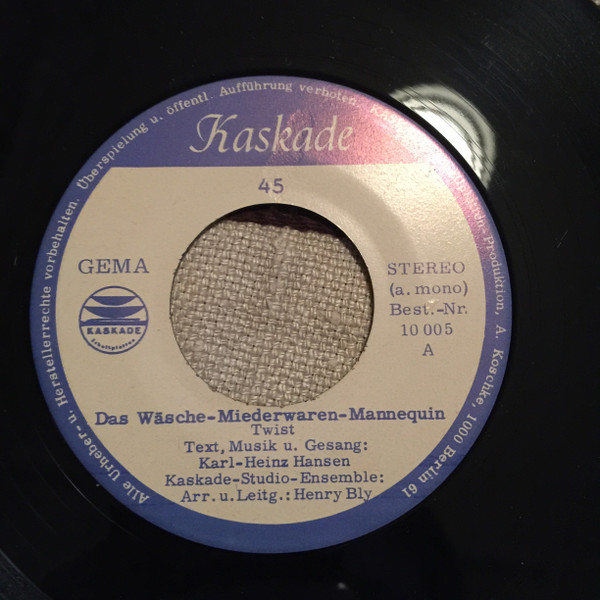 Kaskade
45
GEMA
STEREO
(a. mono)
Best.-Nr.
10 005
A
KASKADE
Schallplatten
Das Wäsche-Miederwaren-Mannequin
Twist
Text, Musik u. Gesang:
Karl-Heinz Hansen
Kaskade-Studio-Ensemble:
Arr. u. Leitg.: Henry Bly
Alle Urheber- u. Herstellerrechte vorbehalten. Überspielung u. öffentl. Aufführung verboten.
-Produktion, A. Koschke, 1000 Berlin 61